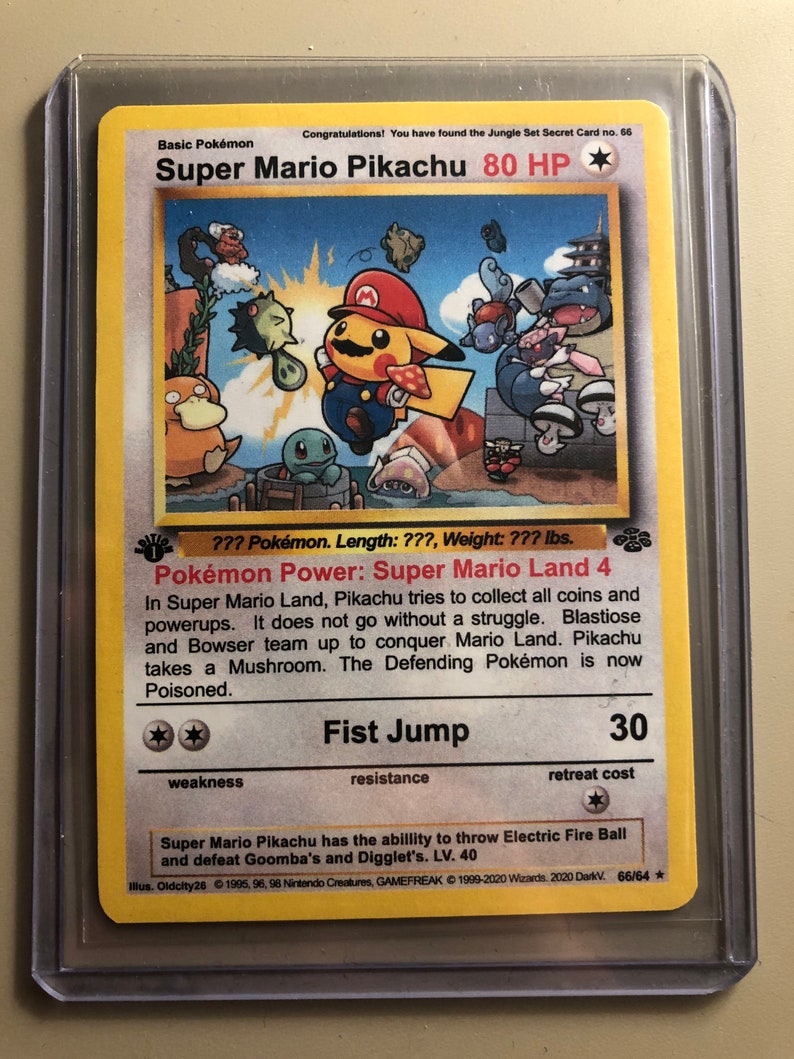 Congratulations! You have found the Jungle Set Secret Card no. 66
Basic Pokémon
Super Mario Pikachu 80 HP
M
EDITION
1
??? Pokémon. Length: ???, Weight: ??? lbs.
Pokémon Power: Super Mario Land 4
In Super Mario Land, Pikachu tries to collect all coins and
powerups. It does not go without a struggle. Blastiose
and Bowser team up to conquer Mario Land. Pikachu
takes a Mushroom. The Defending Pokémon is now
Poisoned.
Fist Jump 30
weakness resistance retreat cost
Super Mario Pikachu has the abillity to throw Electric Fire Ball
and defeat Goomba's and Digglet's. LV. 40
Illus. Oldcity26 © 1995, 96, 98 Nintendo Creatures, GAMEFREAK © 1999-2020 Wizards. 2020 DarkV. 66/64 ★